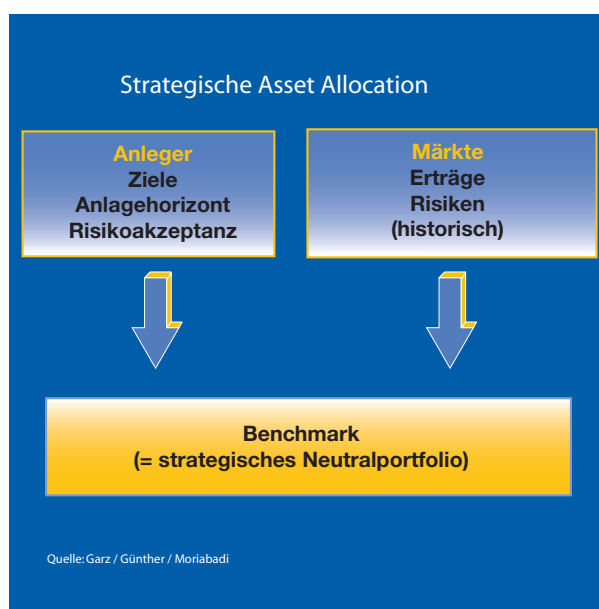 Strategische Asset Allocation
Anleger
Ziele
Anlagehorizont
Risikoakzeptanz
Märkte
Erträge
Risiken
(historisch)
Benchmark
(= strategisches Neutralportfolio)
Quelle: Garz / Günther / Moriabadi